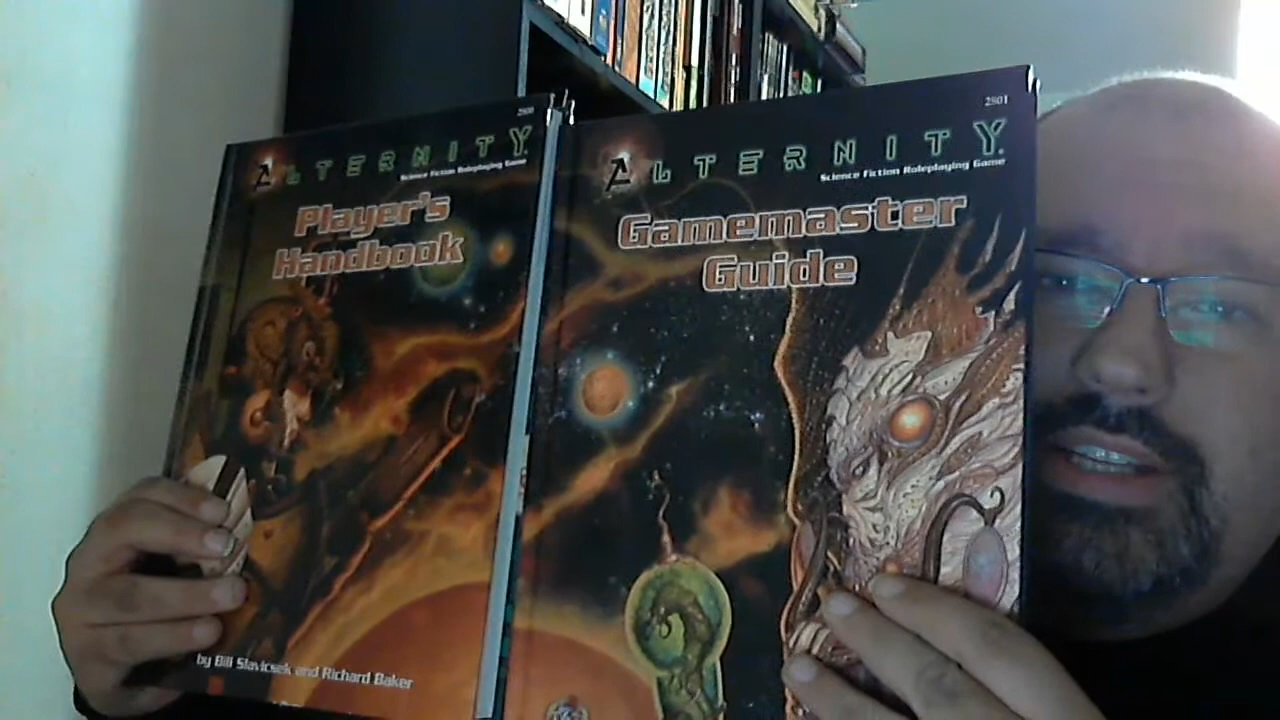 2800
ALTERNITY
Science Fiction Roleplaying Game
Player's
Handbook
by Bill Slavicsek and Richard Baker
2801
ALTERNITY
Science Fiction Roleplaying Game
Gamemaster
Guide